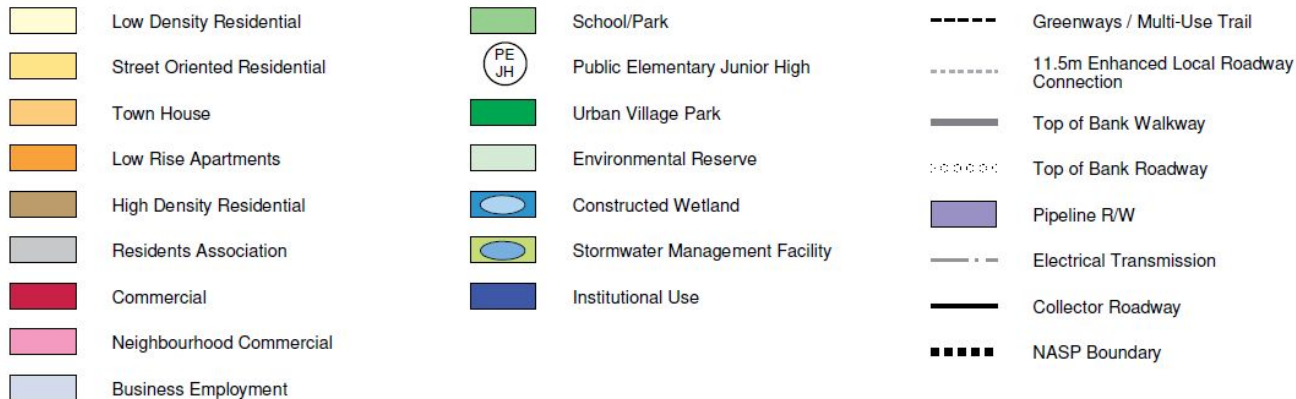 Low Density Residential
Street Oriented Residential
Town House
Low Rise Apartments
High Density Residential
Residents Association
Commercial
Neighbourhood Commercial
Business Employment
School/Park
PE
JH
Public Elementary Junior High
Urban Village Park
Environmental Reserve
Constructed Wetland
Stormwater Management Facility
Institutional Use
Greenways / Multi-Use Trail
11.5m Enhanced Local Roadway
Connection
Top of Bank Walkway
Top of Bank Roadway
Pipeline R/W
Electrical Transmission
Collector Roadway
NASP Boundary